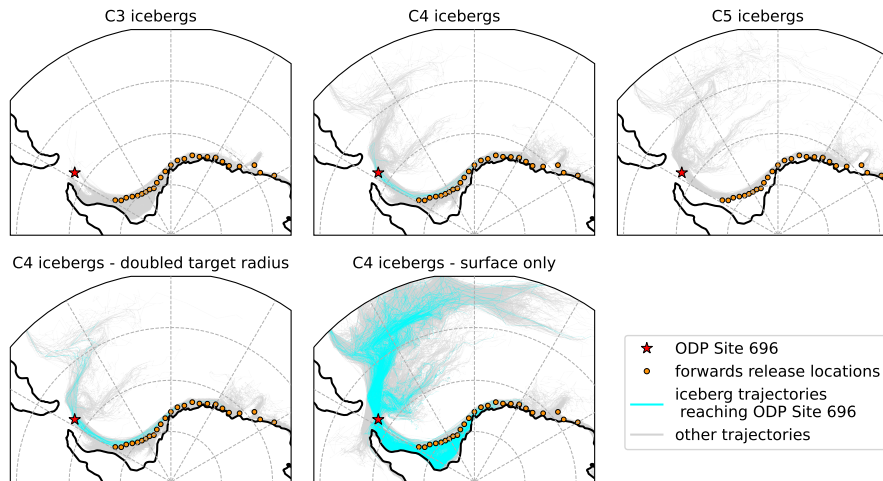 C3 icebergs
C4 icebergs
C5 icebergs
C4 icebergs - doubled target radius
C4 icebergs - surface only
ODP Site 696
forwards release locations
iceberg trajectories
reaching ODP Site 696
other trajectories